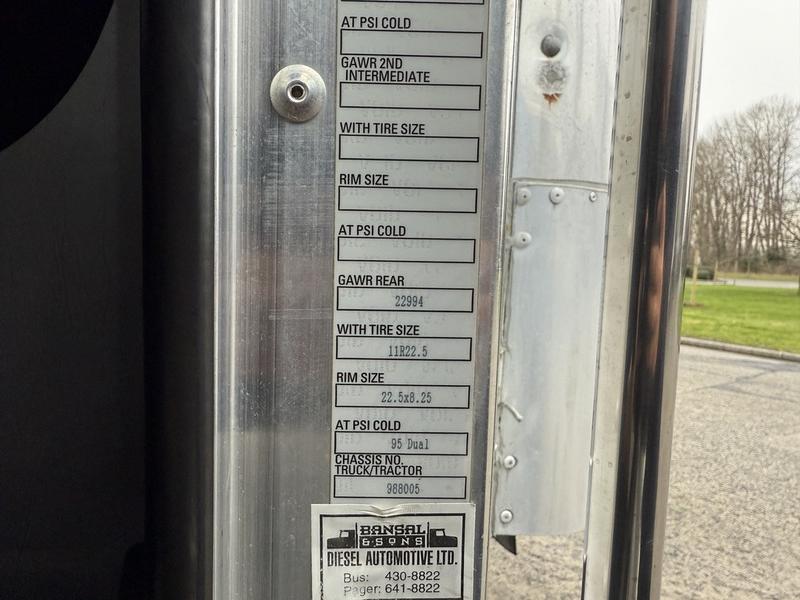 AT PSI COLD
GAWR 2ND
INTERMEDIATE
WITH TIRE SIZE
RIM SIZE
AT PSI COLD
GAWR REAR
22994
WITH TIRE SIZE
11R22.5
RIM SIZE
22.5x8.25
AT PSI COLD
95 Dual
CHASSIS NO.
TRUCK/TRACTOR
988005
BANSAL
& SONS
DIESEL AUTOMOTIVE LTD.
Bus: 430-8822
Pager: 641-8822